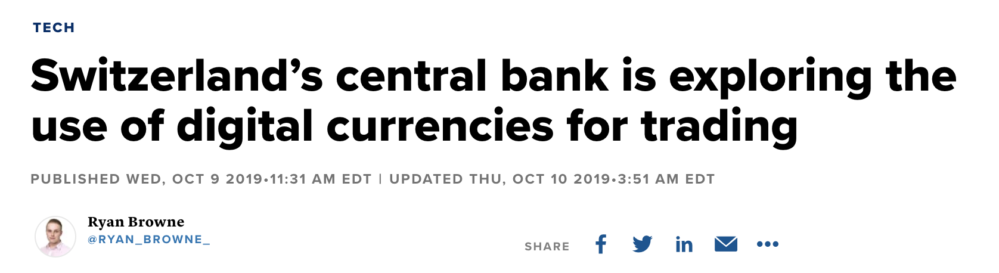 TECH
Switzerland’s central bank is exploring the
use of digital currencies for trading
PUBLISHED WED, OCT 9 2019•11:31 AM EDT | UPDATED THU, OCT 10 2019•3:51 AM EDT
Ryan Browne
@RYAN_BROWNE_
SHARE